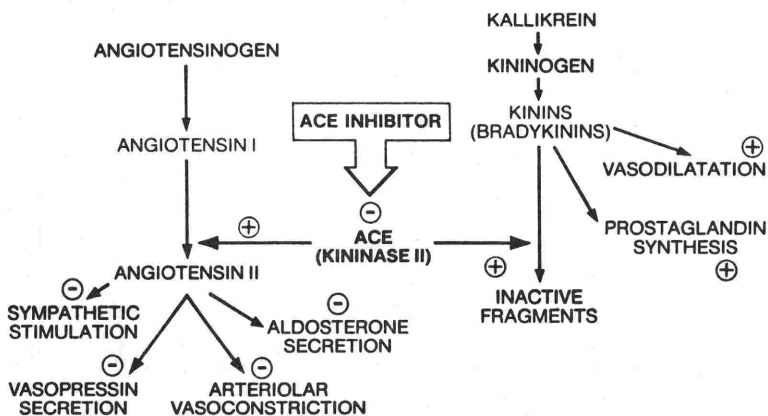 KALLIKREIN
ANGIOTENSINOGEN
KININOGEN
ACE INHIBITOR
KININS
(BRADYKININS)
ANGIOTENSIN I
+
VASODILATATION
−
+
ACE
(KININASE II)
PROSTAGLANDIN
SYNTHESIS
+
+
ANGIOTENSIN II
INACTIVE
FRAGMENTS
−
SYMPATHETIC
STIMULATION
−
ALDOSTERONE
SECRETION
−
VASOPRESSIN
SECRETION
−
ARTERIOLAR
VASOCONSTRICTION